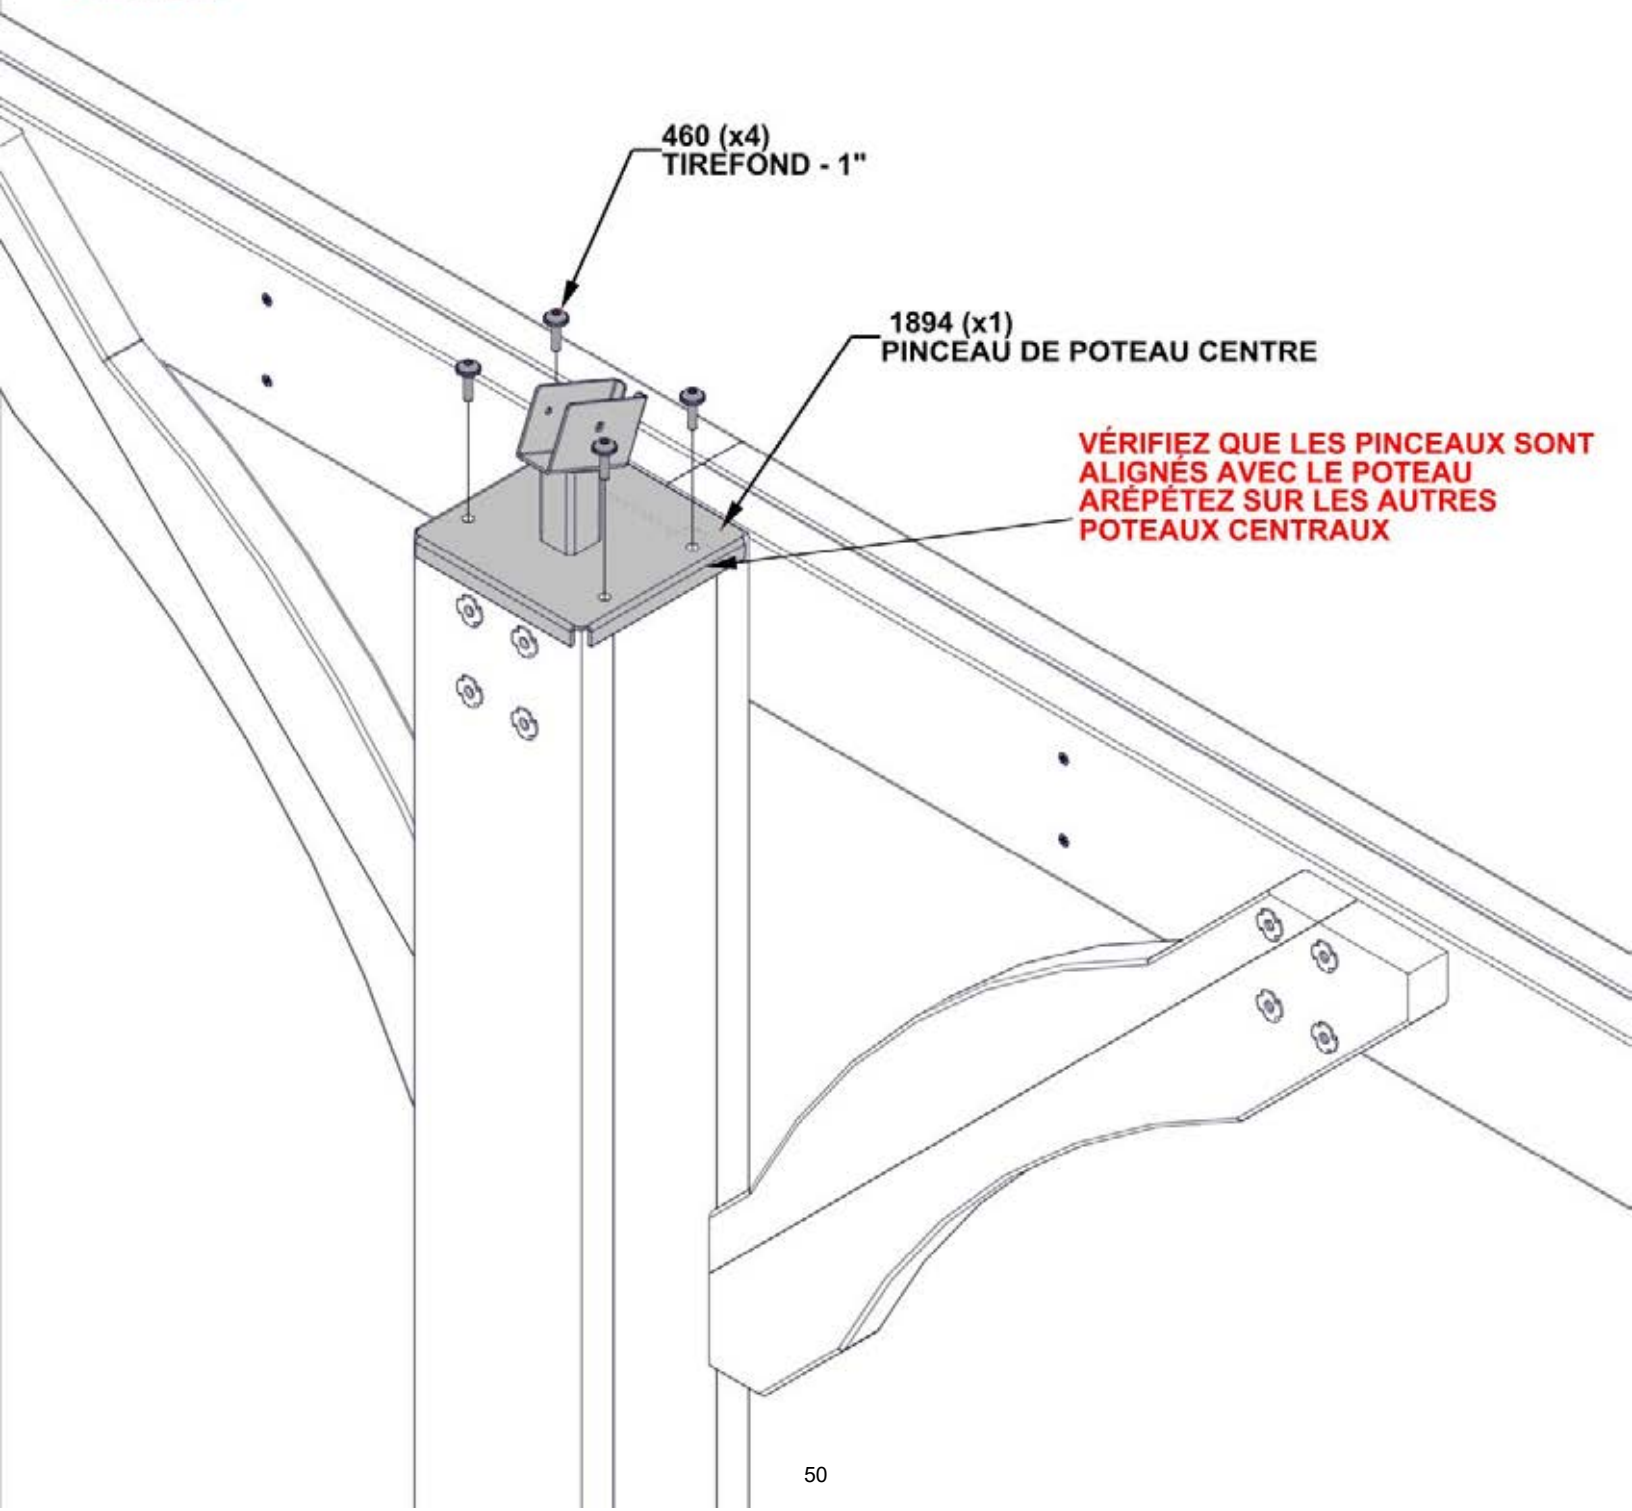 460 (x4)
TIREFOND - 1"
1894 (x1)
PINCEAU DE POTEAU CENTRE
VÉRIFIEZ QUE LES PINCEAUX SONT
ALIGNÉS AVEC LE POTEAU
ARÉPÉTEZ SUR LES AUTRES
POTEAUX CENTRAUX
50